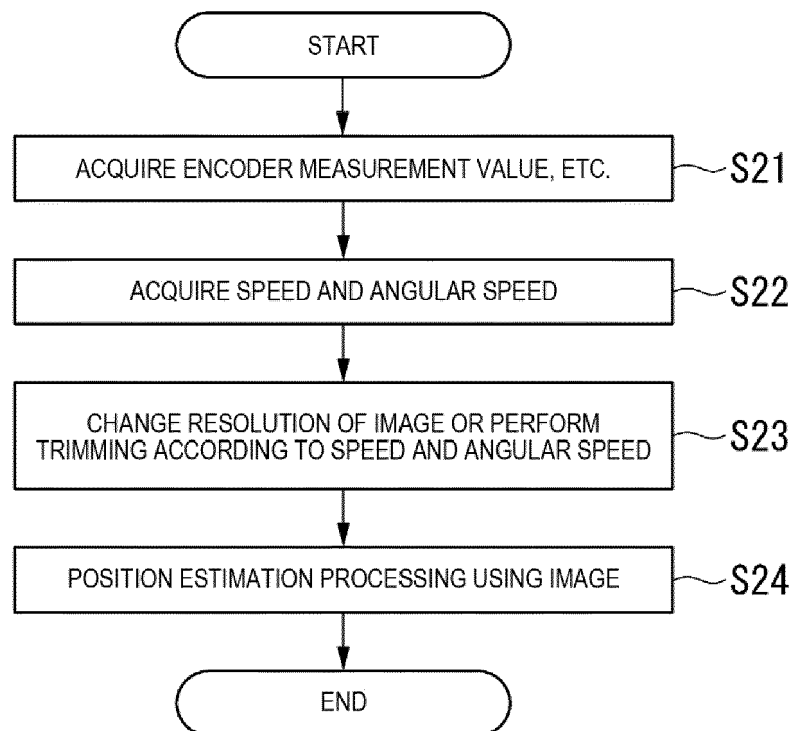 START
ACQUIRE ENCODER MEASUREMENT VALUE, ETC.
S21
ACQUIRE SPEED AND ANGULAR SPEED
S22
CHANGE RESOLUTION OF IMAGE OR PERFORM
TRIMMING ACCORDING TO SPEED AND ANGULAR SPEED
S23
POSITION ESTIMATION PROCESSING USING IMAGE
S24
END